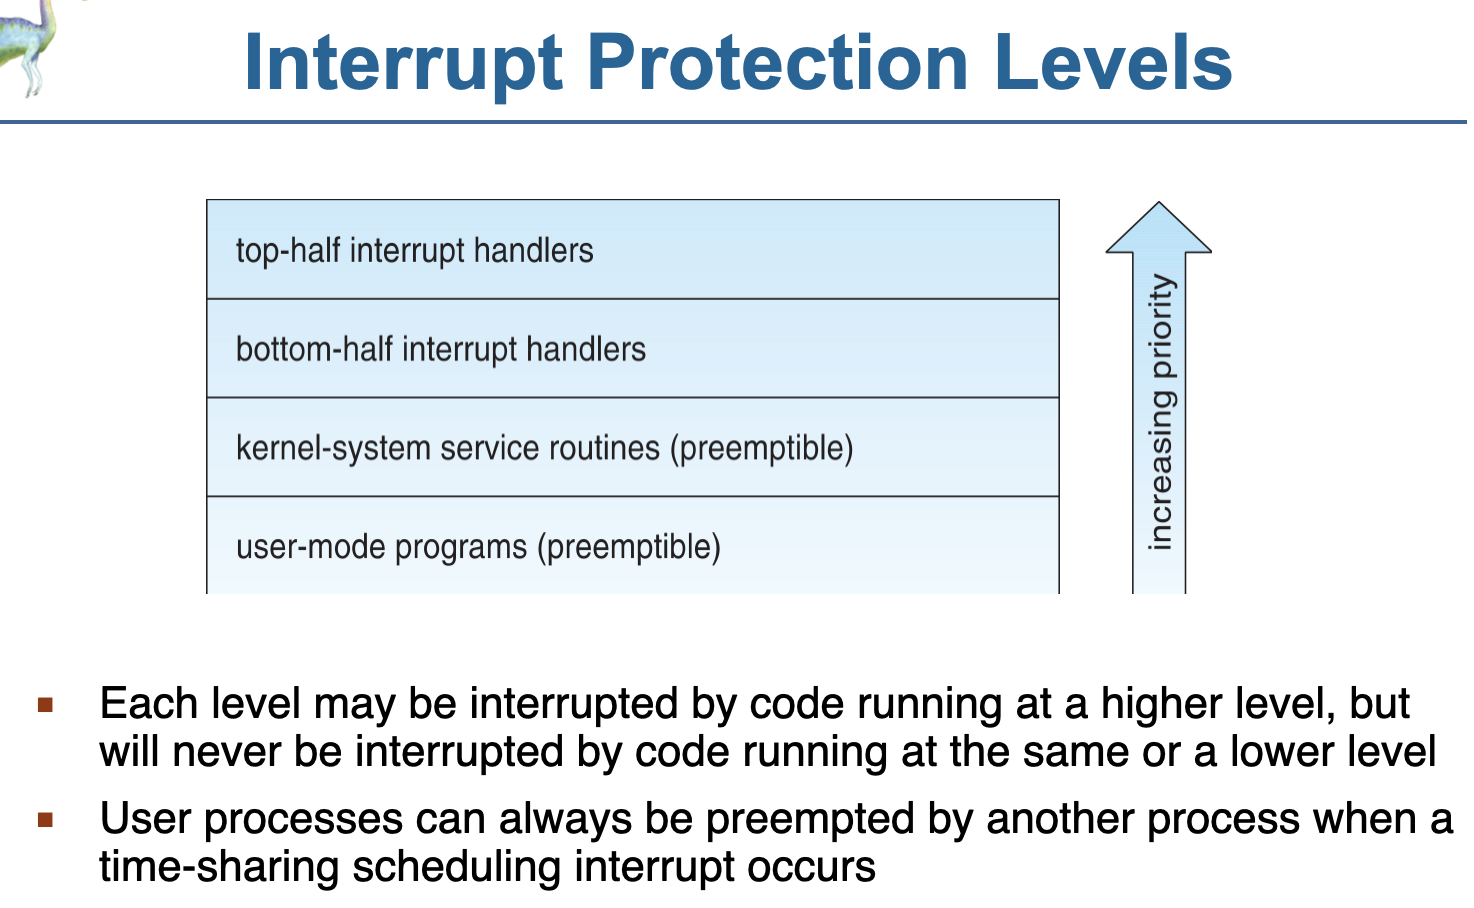 Interrupt Protection Levels
top-half interrupt handlers
bottom-half interrupt handlers
kernel-system service routines (preemptible)
user-mode programs (preemptible)
increasing priority
▪ Each level may be interrupted by code running at a higher level, but
will never be interrupted by code running at the same or a lower level
▪ User processes can always be preempted by another process when a
time-sharing scheduling interrupt occurs